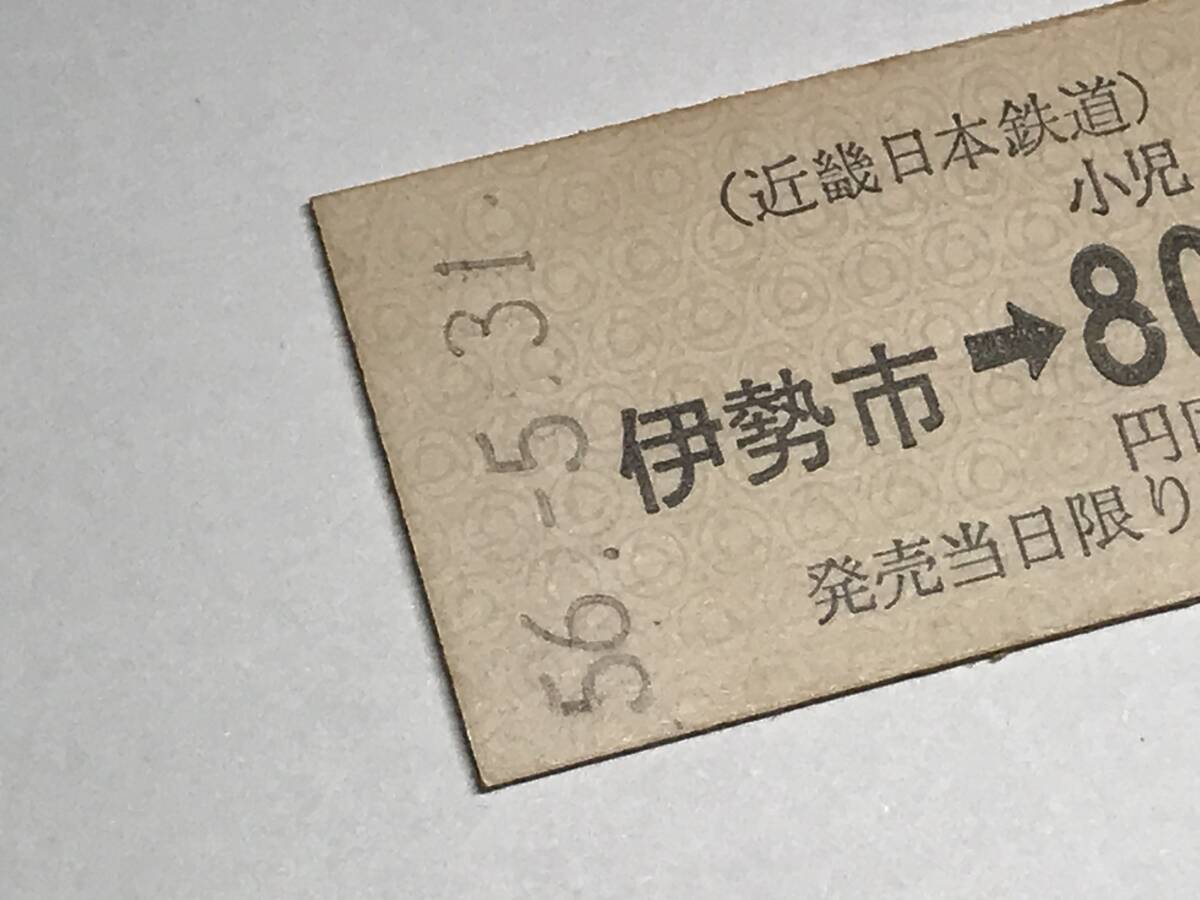 (近畿日本鉄道)
小児
伊勢市➡80
円区
発売当日限り
56.-5.31.